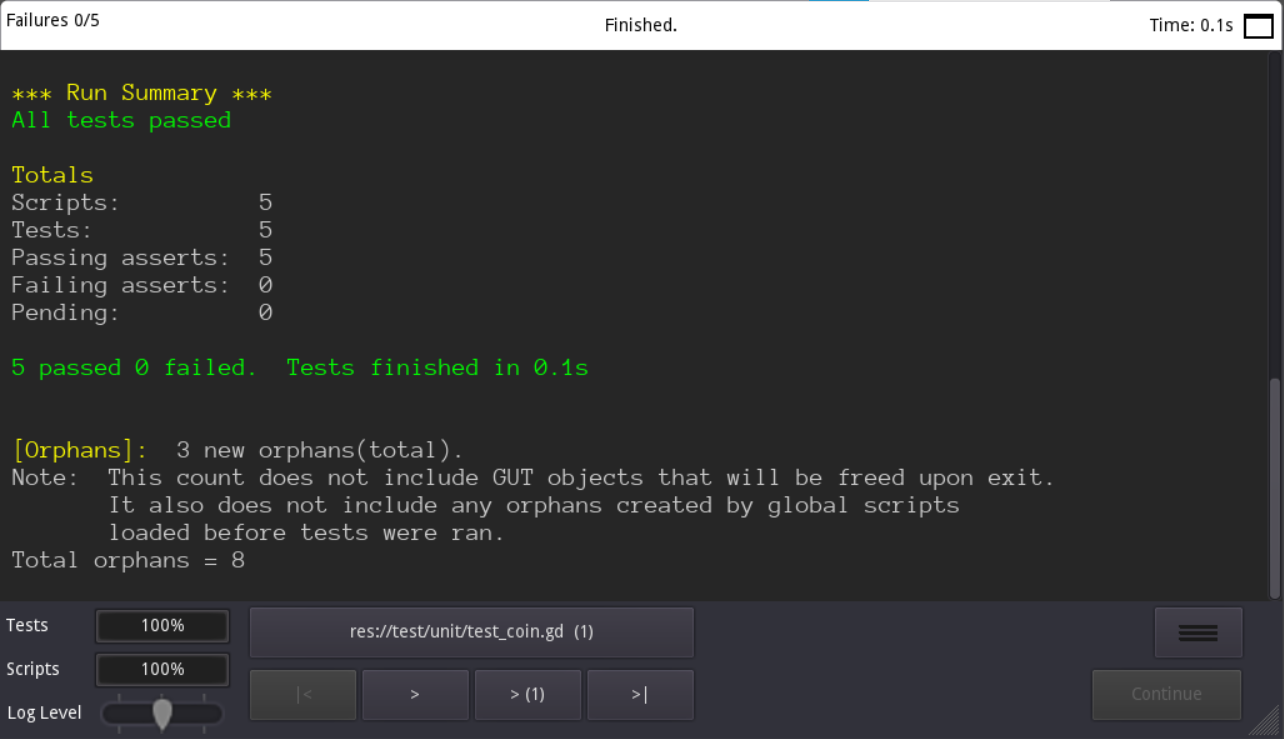 Failures 0/5
Finished.
Time: 0.1s
*** Run Summary ***
All tests passed
Totals
Scripts: 5
Tests: 5
Passing asserts: 5
Failing asserts: 0
Pending: 0
5 passed 0 failed.  Tests finished in 0.1s
[Orphans]:  3 new orphans(total).
Note:  This count does not include GUT objects that will be freed upon exit.
It also does not include any orphans created by global scripts
loaded before tests were ran.
Total orphans = 8
Tests 100%
res://test/unit/test_coin.gd (1)
Scripts 100%
|<
>
> (1)
>|
Continue
Log Level